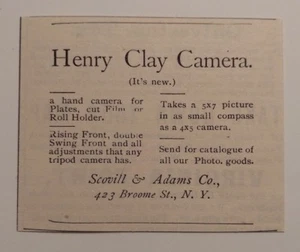 Henry Clay Camera.
(It's new.)
a hand camera for
Plates, cut Film or
Roll Holder.
Rising Front, double
Swing Front and all
adjustments that any
tripod camera has.
Takes a 5x7 picture
in as small compass
as a 4x5 camera.
Send for catalogue of
all our Photo. goods.
Scovill & Adams Co.,
423 Broome St., N. Y.